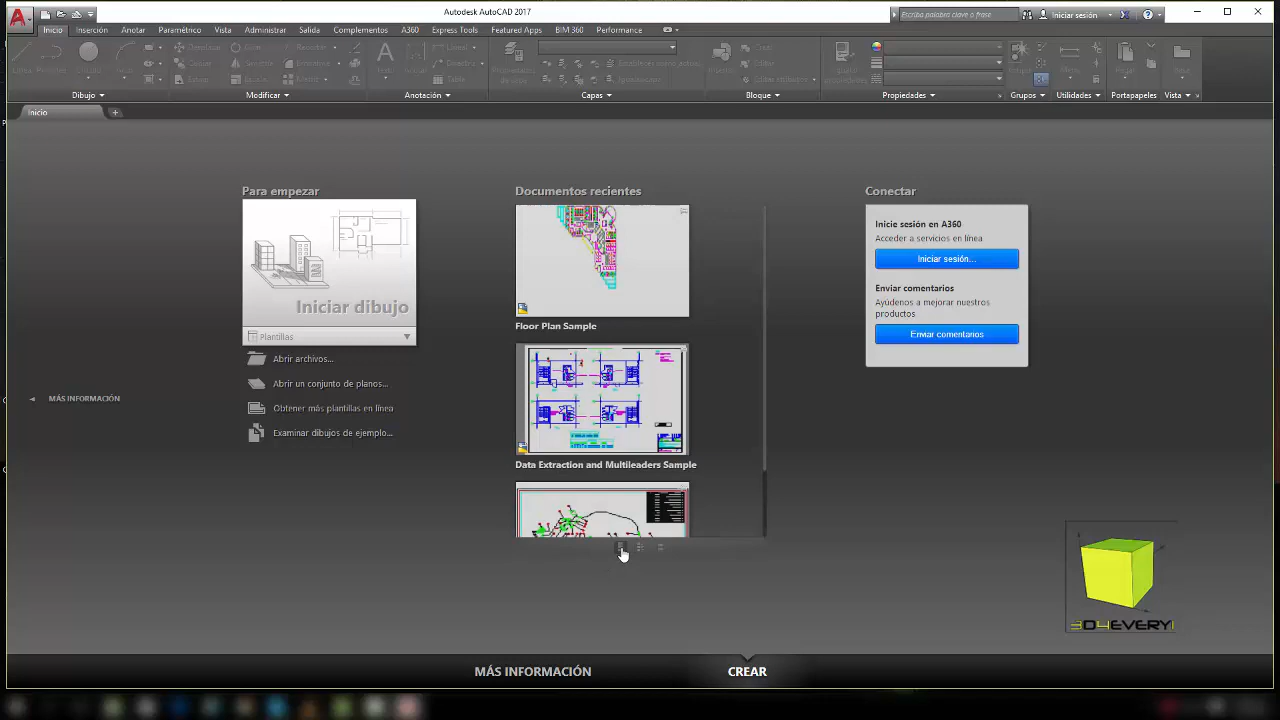 Autodesk AutoCAD 2017
Escriba palabra clave o frase
Iniciar sesión
Inicio Inserción Anotar Paramétrico Vista Administrar Salida Complementos A360 Express Tools Featured Apps BIM 360 Performance
Dibujo Modificar Anotación Capas Bloque Propiedades Grupos Utilidades Portapapeles Vista
Inicio
Para empezar
Iniciar dibujo
Plantillas
Abrir archivos...
Abrir un conjunto de planos...
Obtener más plantillas en línea
Examinar dibujos de ejemplo...
MÁS INFORMACIÓN
Documentos recientes
Floor Plan Sample
Data Extraction and Multileaders Sample
Conectar
Inicie sesión en A360
Acceder a servicios en línea
Iniciar sesión...
Enviar comentarios
Ayúdenos a mejorar nuestros
productos
Enviar comentarios
MÁS INFORMACIÓN
CREAR